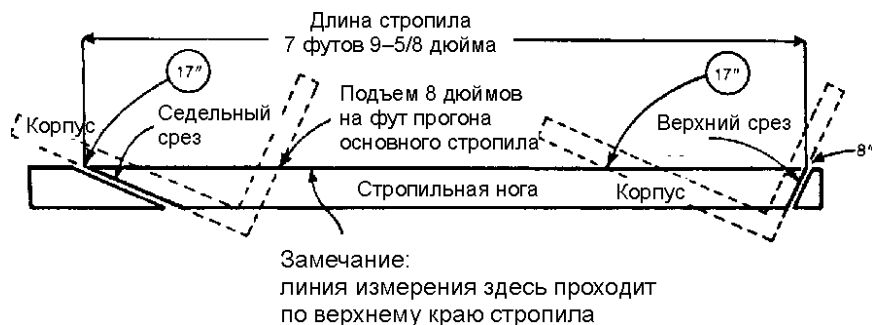 Длина стропила
7 футов 9–5/8 дюйма
17"
17"
Корпус
Седельный
срез
Подъем 8 дюймов
на фут прогона
основного стропила
Верхний срез
8"
Стропильная нога
Корпус
Замечание:
линия измерения здесь проходит
по верхнему краю стропила